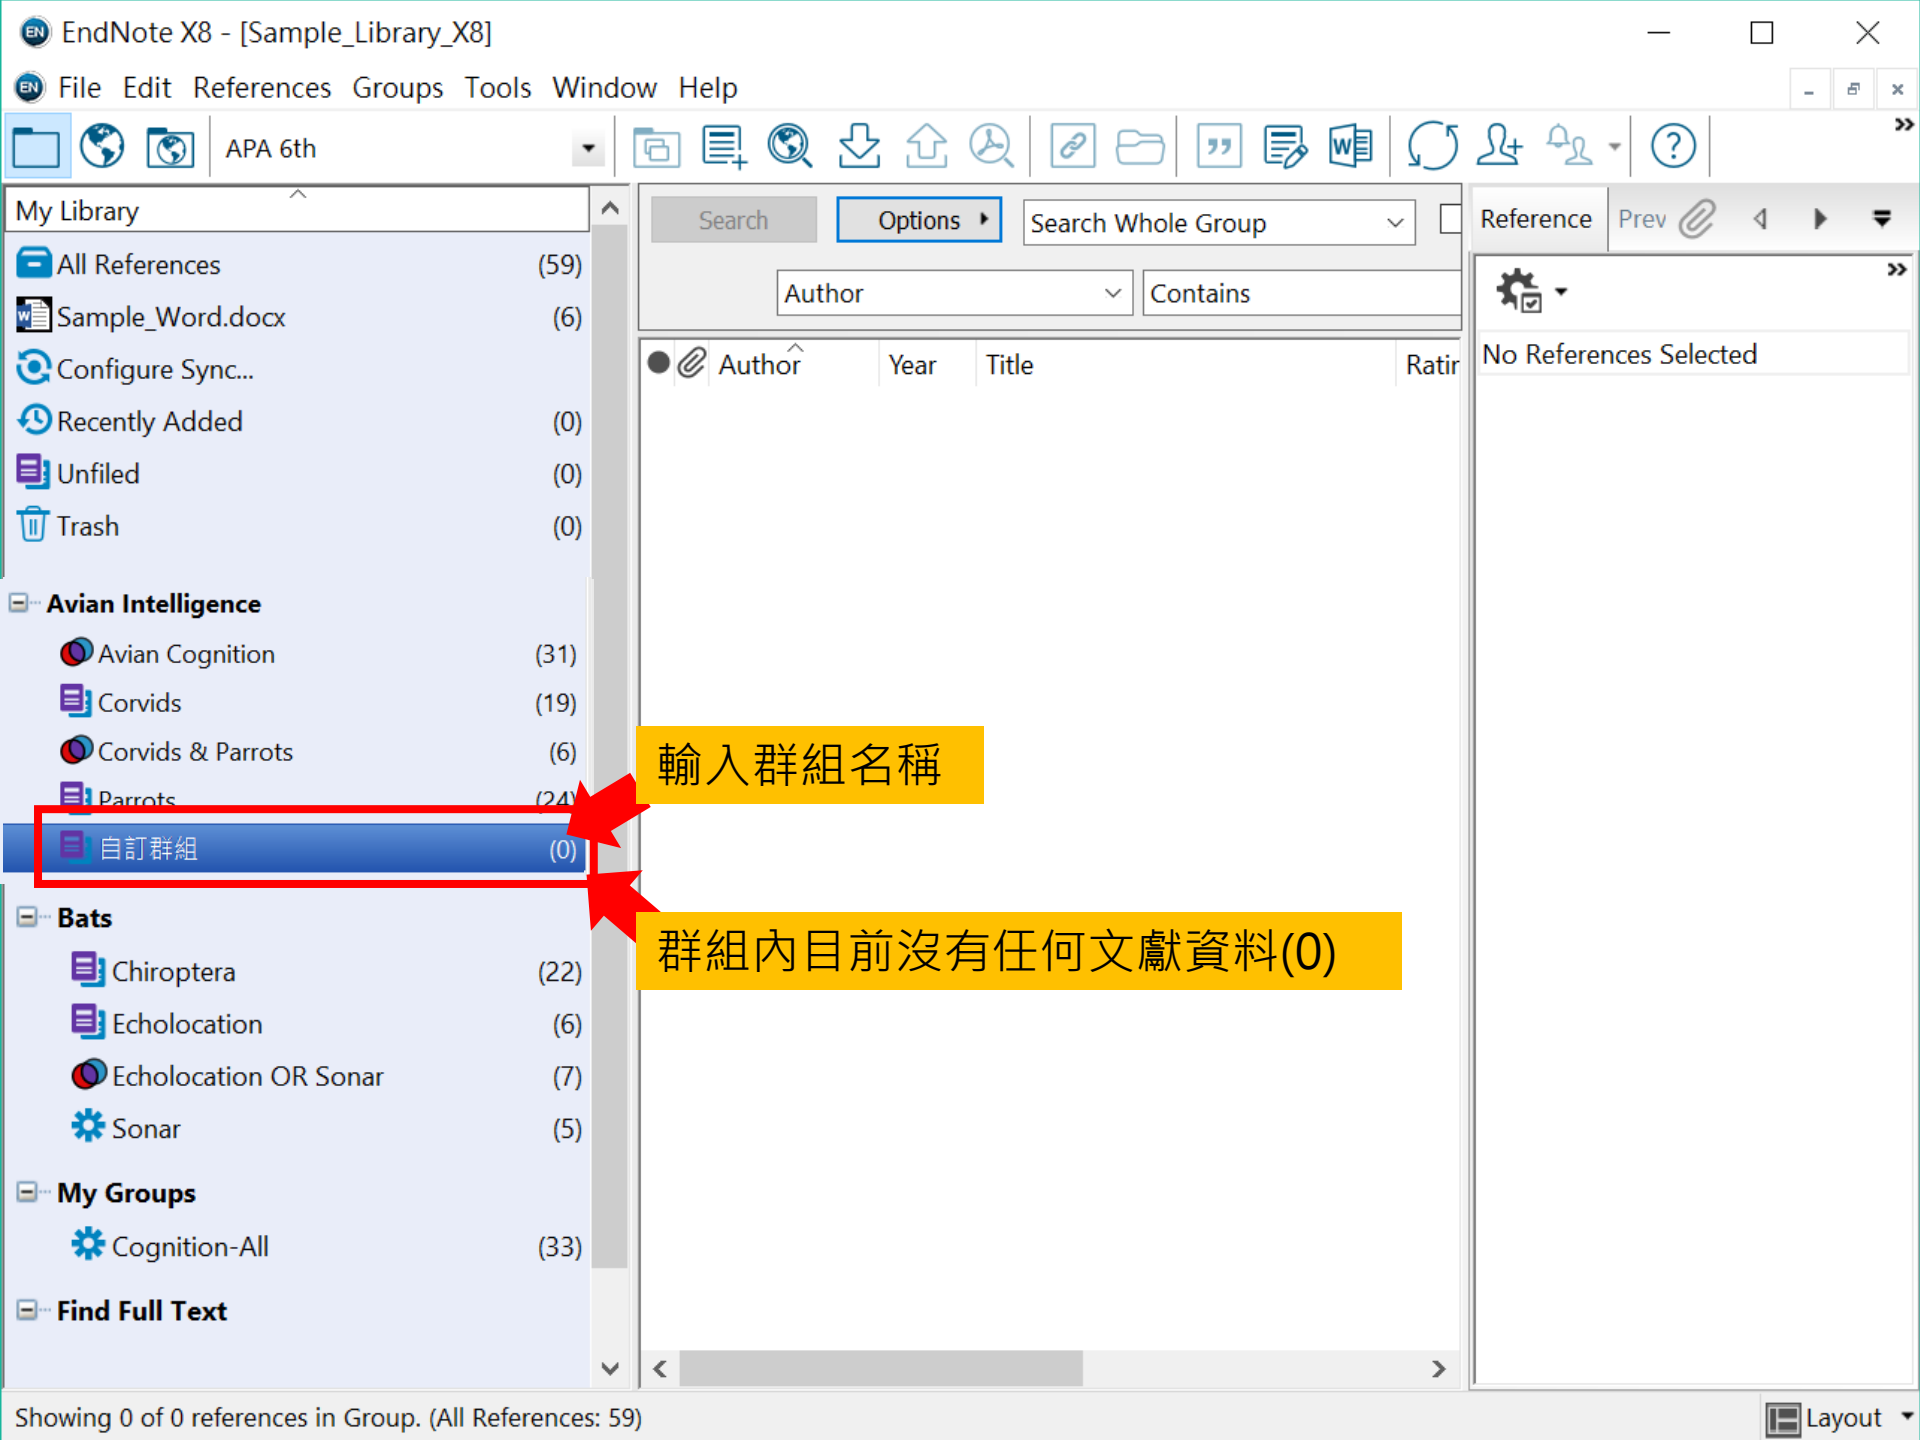 EndNote X8 - [Sample_Library_X8]
File Edit References Groups Tools Window Help
APA 6th
My Library
All References (59)
Sample_Word.docx (6)
Configure Sync...
Recently Added (0)
Unfiled (0)
Trash (0)
Avian Intelligence
Avian Cognition (31)
Corvids (19)
Corvids & Parrots (6)
Parrots (24)
自訂群組 (0)
Bats
Chiroptera (22)
Echolocation (6)
Echolocation OR Sonar (7)
Sonar (5)
My Groups
Cognition-All (33)
Find Full Text
Search Options Search Whole Group
Author Contains
Author Year Title Ratin
輸入群組名稱
群組內目前沒有任何文獻資料(0)
Reference Prev
No References Selected
Showing 0 of 0 references in Group. (All References: 59)
Layout